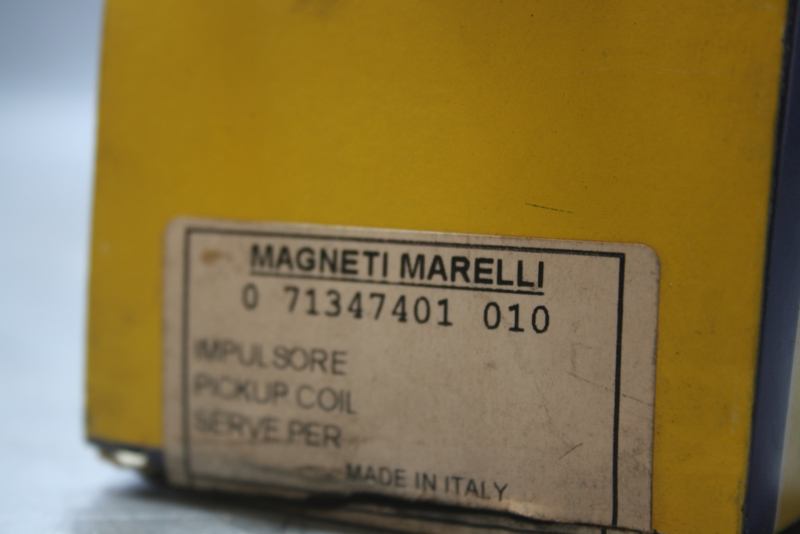 MAGNETI MARELLI
0 71347401 010
IMPULSORE
PICKUP COIL
SERVE PER
MADE IN ITALY